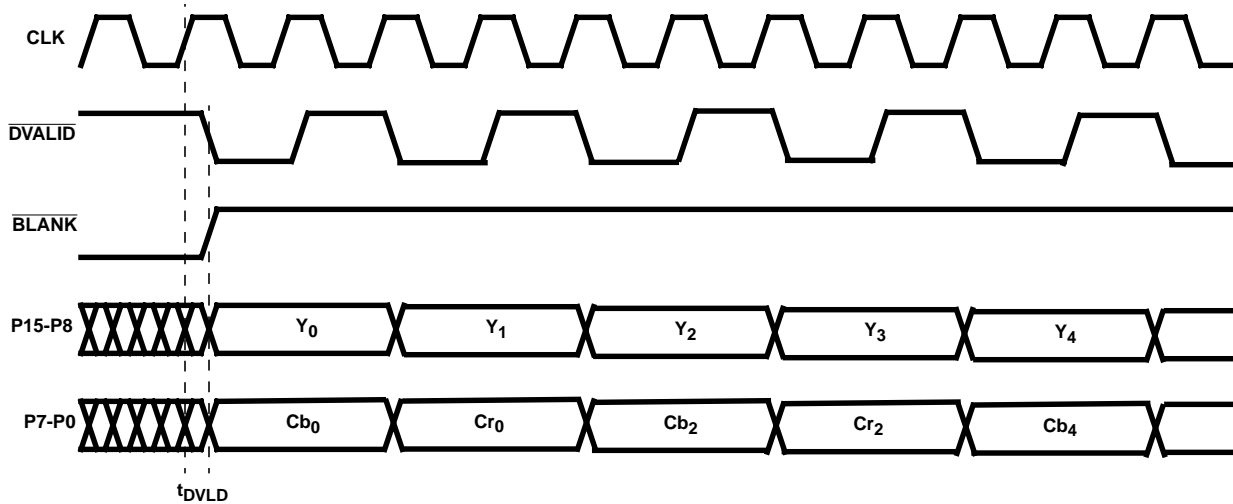 CLK
DVALID
BLANK
P15-P8 Y0 Y1 Y2 Y3 Y4
P7-P0 Cb0 Cr0 Cb2 Cr2 Cb4
tDVLD